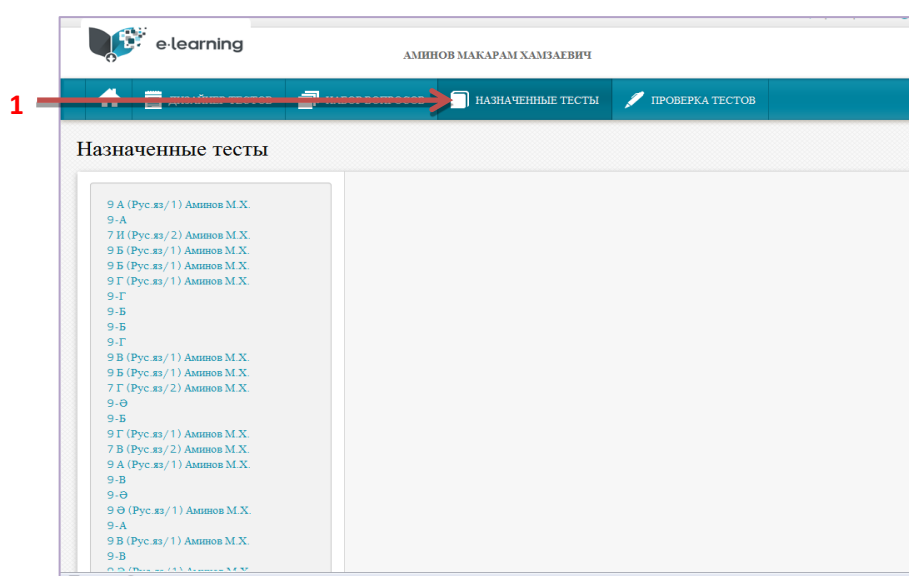 e-learning
АМИНОВ МАКАРАМ ХАМЗАЕВИЧ
1
ДИЗАЙНЕР ТЕСТОВ
НАБОР ВОПРОСОВ
НАЗНАЧЕННЫЕ ТЕСТЫ
ПРОВЕРКА ТЕСТОВ
Назначенные тесты
9 А (Рус.яз/1) Аминов М.Х.
9-А
7 И (Рус.яз/2) Аминов М.Х.
9 Б (Рус.яз/1) Аминов М.Х.
9 Б (Рус.яз/1) Аминов М.Х.
9 Г (Рус.яз/1) Аминов М.Х.
9-Г
9-Б
9-Б
9-Г
9 В (Рус.яз/1) Аминов М.Х.
9 Б (Рус.яз/1) Аминов М.Х.
7 Г (Рус.яз/2) Аминов М.Х.
9-Ә
9-Б
9 Г (Рус.яз/1) Аминов М.Х.
7 В (Рус.яз/2) Аминов М.Х.
9 А (Рус.яз/1) Аминов М.Х.
9-В
9-Ә
9 Ә (Рус.яз/1) Аминов М.Х.
9-А
9 В (Рус.яз/1) Аминов М.Х.
9-В